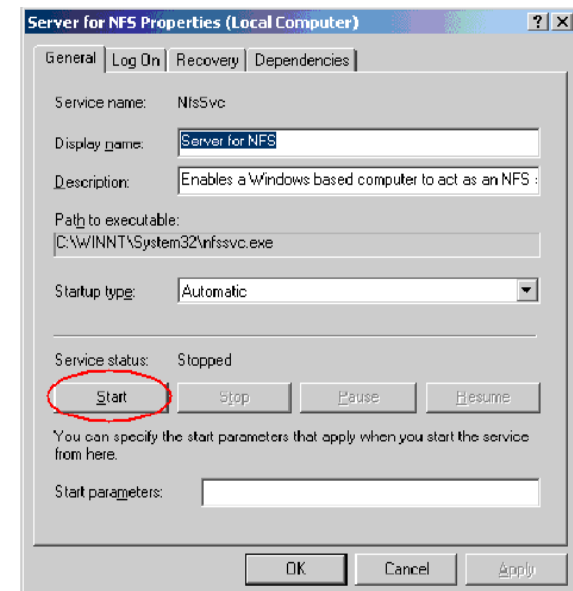 Server for NFS Properties (Local Computer)
General Log On Recovery Dependencies
Service name: NfsSvc
Display name: Server for NFS
Description: Enables a Windows based computer to act as an NFS
Path to executable:
C:\WINNT\System32\nfssvc.exe
Startup type: Automatic
Service status: Stopped
Start Stop Pause Resume
You can specify the start parameters that apply when you start the service
from here.
Start parameters:
OK Cancel Apply